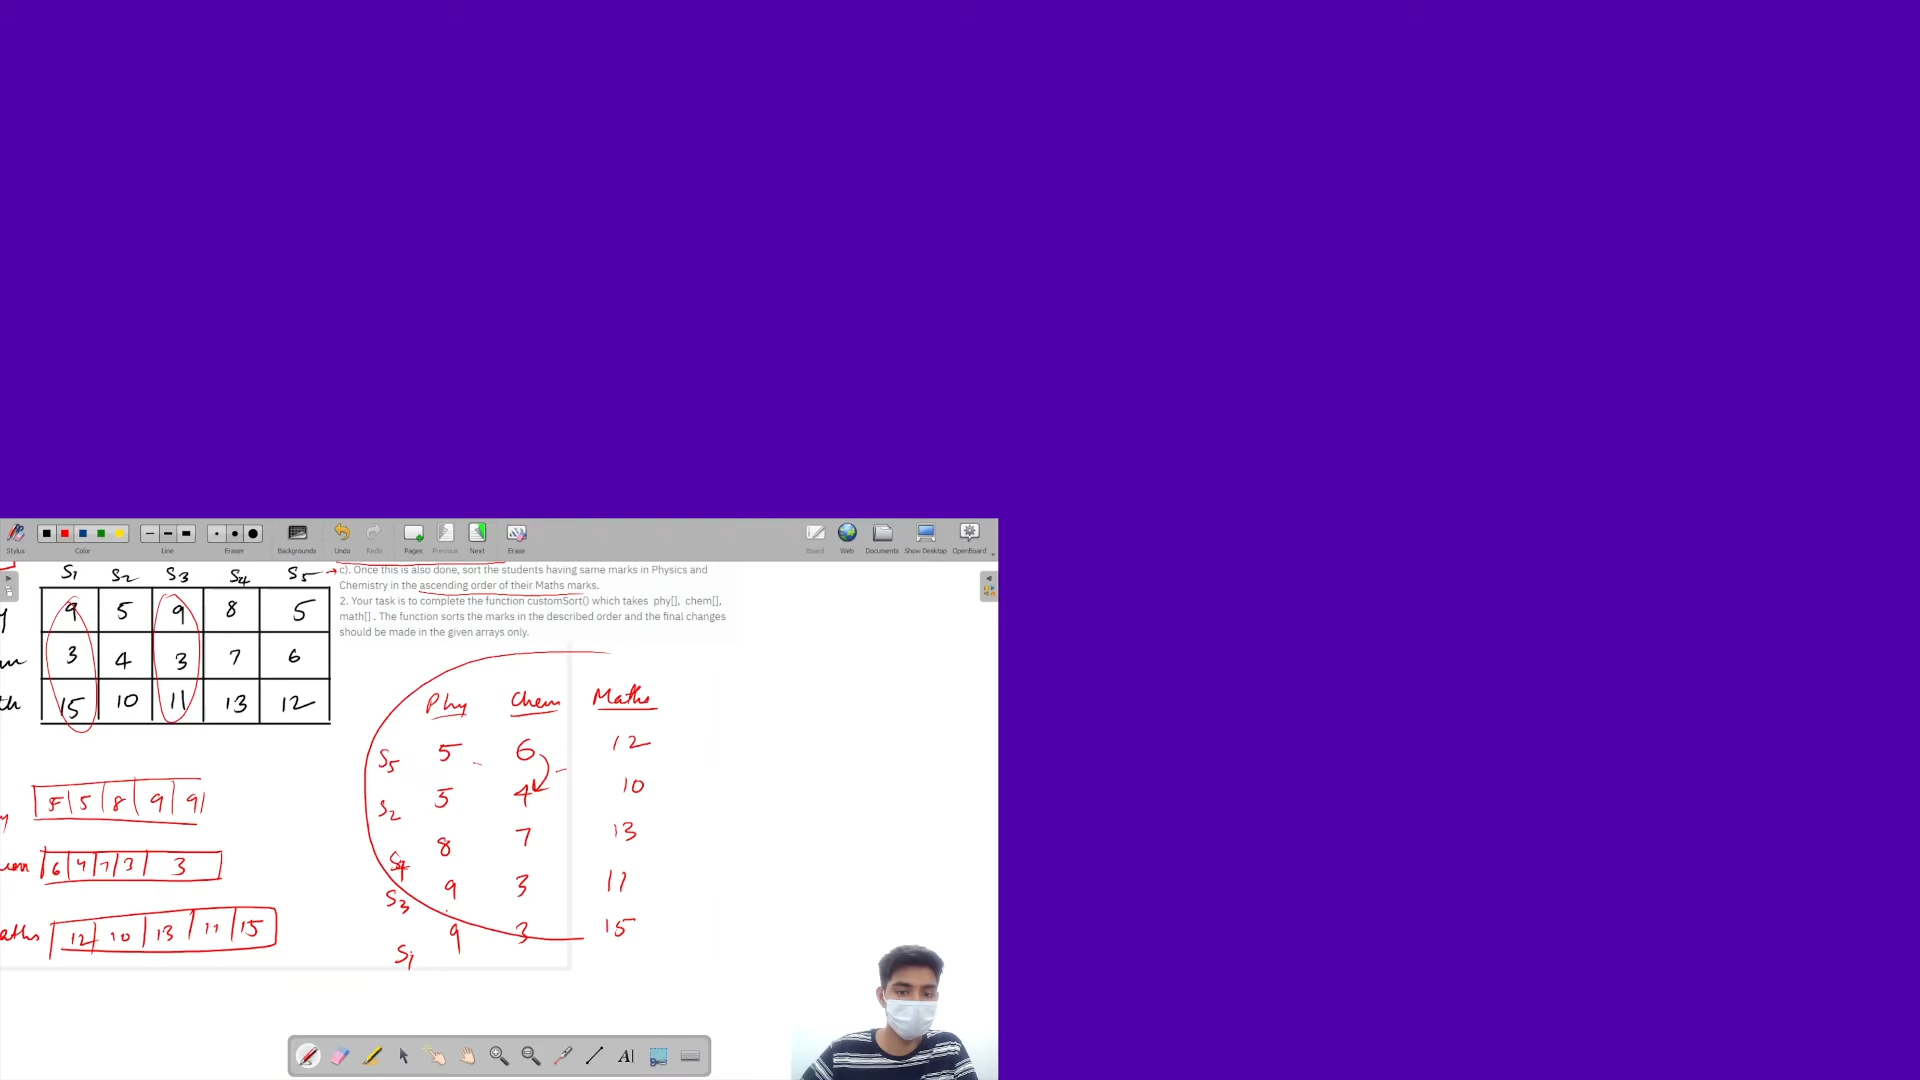 Stylus Color Line Eraser Backgrounds Undo Redo Pages Previous Next Erase Board Web Documents Show Desktop OpenBoard
S1 S2 S3 S4 S5
9 5 9 8 5
3 4 3 7 6
15 10 11 13 12
c). Once this is also done, sort the students having same marks in Physics and
Chemistry in the ascending order of their Maths marks.
2. Your task is to complete the function customSort() which takes phy[], chem[],
math[] . The function sorts the marks in the described order and the final changes
should be made in the given arrays only.
Phy Chem Maths
S5 5 6 12
S2 5 4 10
S4 8 7 13
S3 9 3 11
S1 9 3 15
y 5 5 8 9 9
6 4 7 3 3
aths 12 10 13 11 15
AI